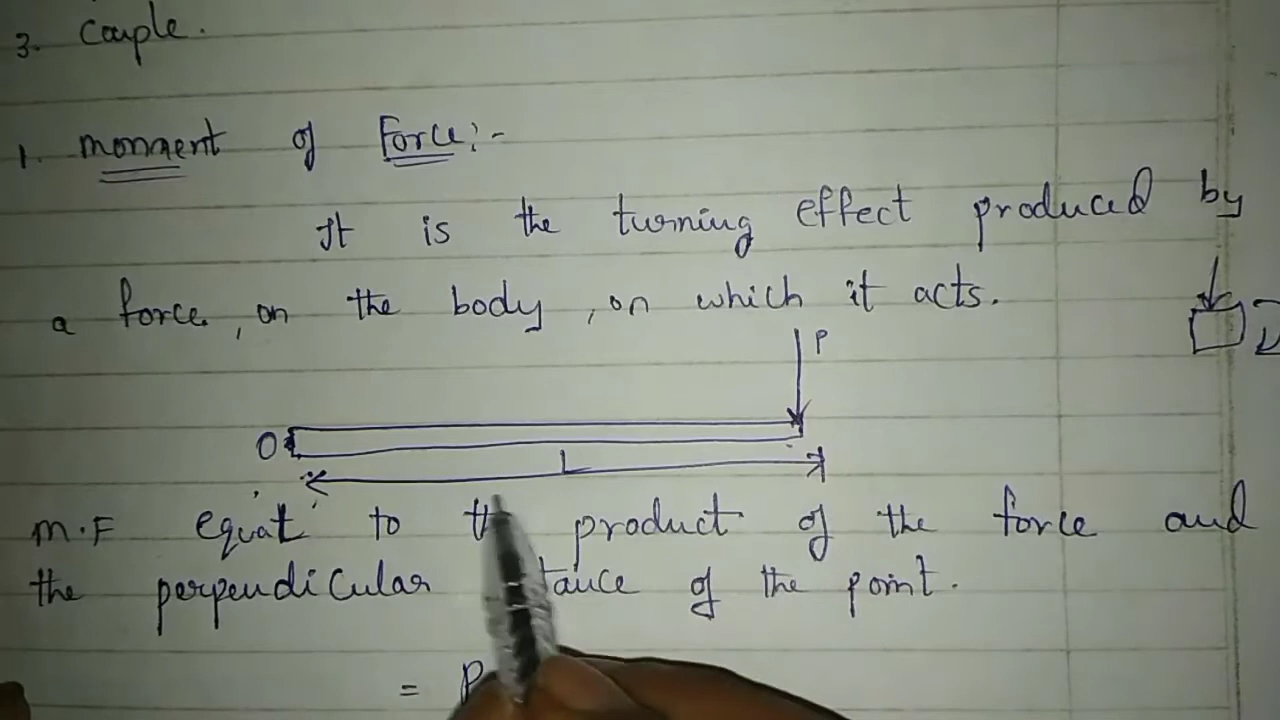 3. Couple.
1. moment of Force:-
It is the turning effect produced by
a force, on the body, on which it acts.
P
O
L
M.F equal to the product of the force and
the perpendicular of the point.
= P